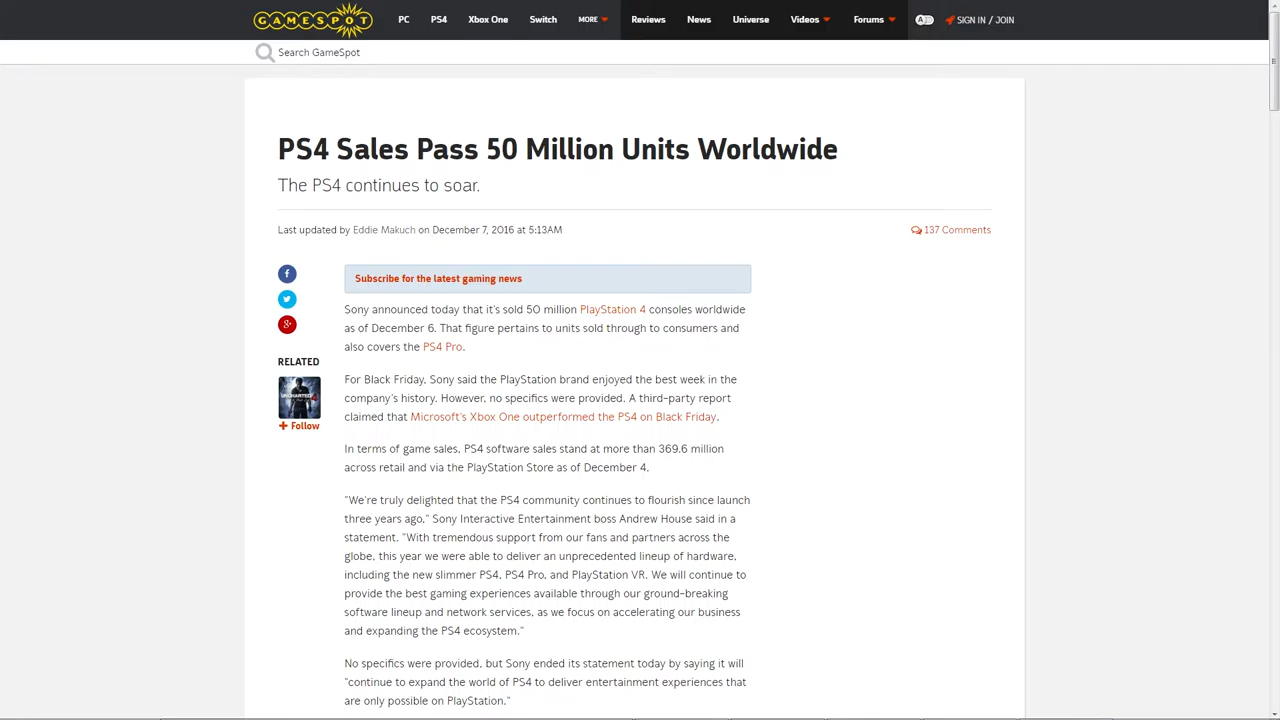 GAMESPOT
PC PS4 Xbox One Switch MORE Reviews News Universe Videos Forums SIGN IN / JOIN
Search GameSpot
PS4 Sales Pass 50 Million Units Worldwide
The PS4 continues to soar.
Last updated by Eddie Makuch on December 7, 2016 at 5:13AM
137 Comments
Subscribe for the latest gaming news
Sony announced today that it's sold 50 million PlayStation 4 consoles worldwide
as of December 6. That figure pertains to units sold through to consumers and
also covers the PS4 Pro.
RELATED
UNCHARTED
+ Follow
For Black Friday, Sony said the PlayStation brand enjoyed the best week in the
company's history. However, no specifics were provided. A third-party report
claimed that Microsoft's Xbox One outperformed the PS4 on Black Friday.
In terms of game sales, PS4 software sales stand at more than 369.6 million
across retail and via the PlayStation Store as of December 4.
"We're truly delighted that the PS4 community continues to flourish since launch
three years ago," Sony Interactive Entertainment boss Andrew House said in a
statement. "With tremendous support from our fans and partners across the
globe, this year we were able to deliver an unprecedented lineup of hardware,
including the new slimmer PS4, PS4 Pro, and PlayStation VR. We will continue to
provide the best gaming experiences available through our ground-breaking
software lineup and network services, as we focus on accelerating our business
and expanding the PS4 ecosystem."
No specifics were provided, but Sony ended its statement today by saying it will
"continue to expand the world of PS4 to deliver entertainment experiences that
are only possible on PlayStation."